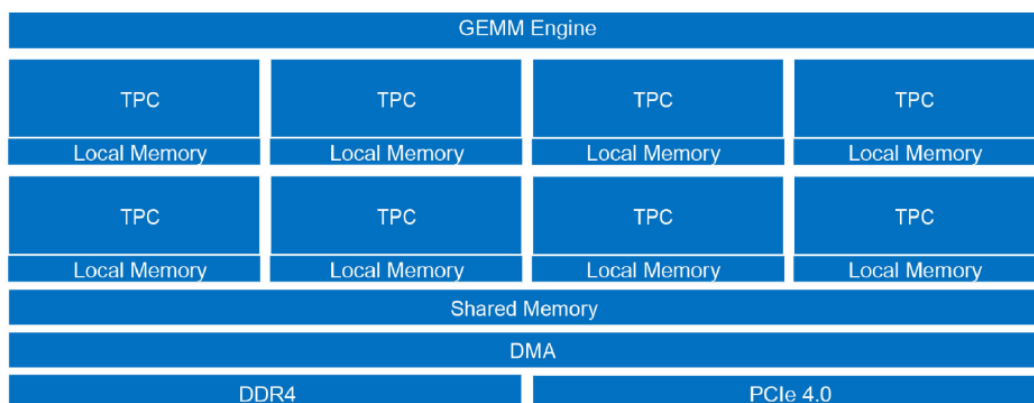 GEMM Engine
TPC TPC TPC TPC
Local Memory Local Memory Local Memory Local Memory
TPC TPC TPC TPC
Local Memory Local Memory Local Memory Local Memory
Shared Memory
DMA
DDR4 PCIe 4.0